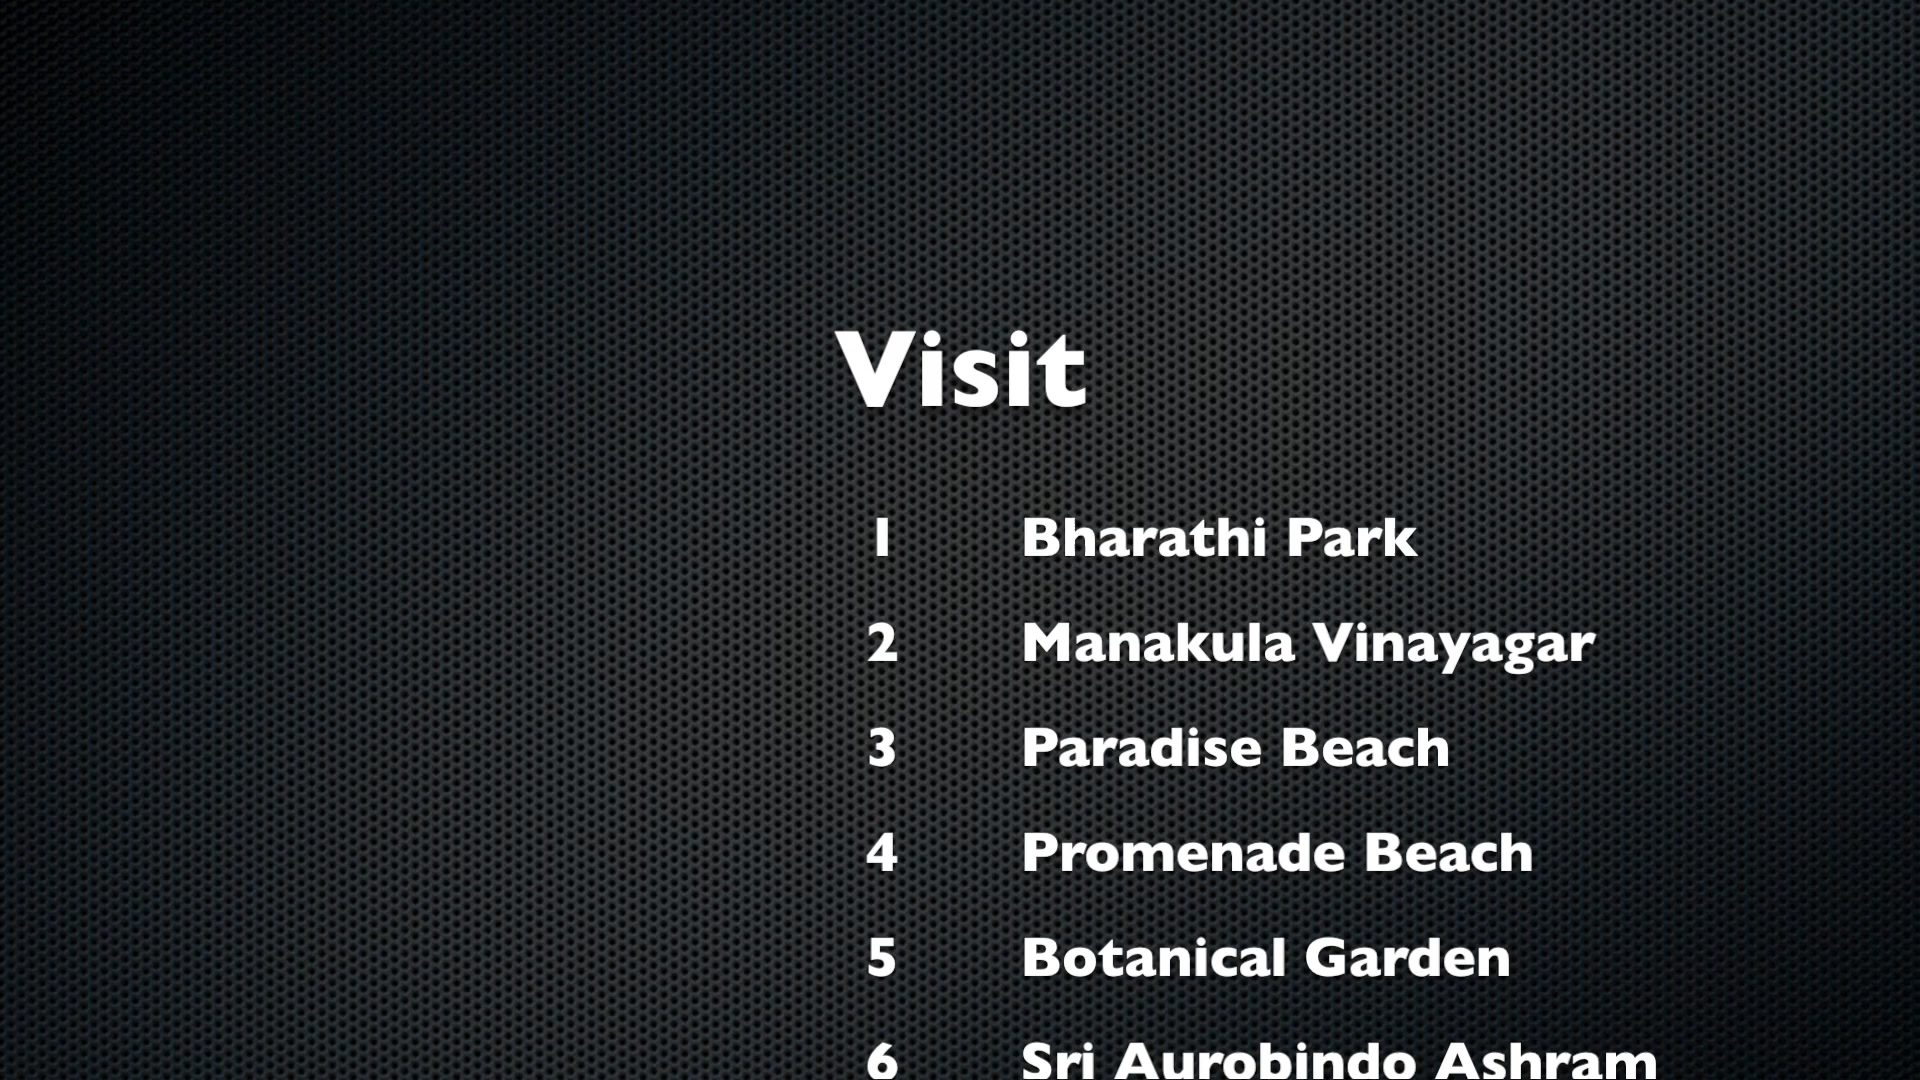 Visit
1 Bharathi Park
2 Manakula Vinayagar
3 Paradise Beach
4 Promenade Beach
5 Botanical Garden
6 Sri Aurobindo Ashram